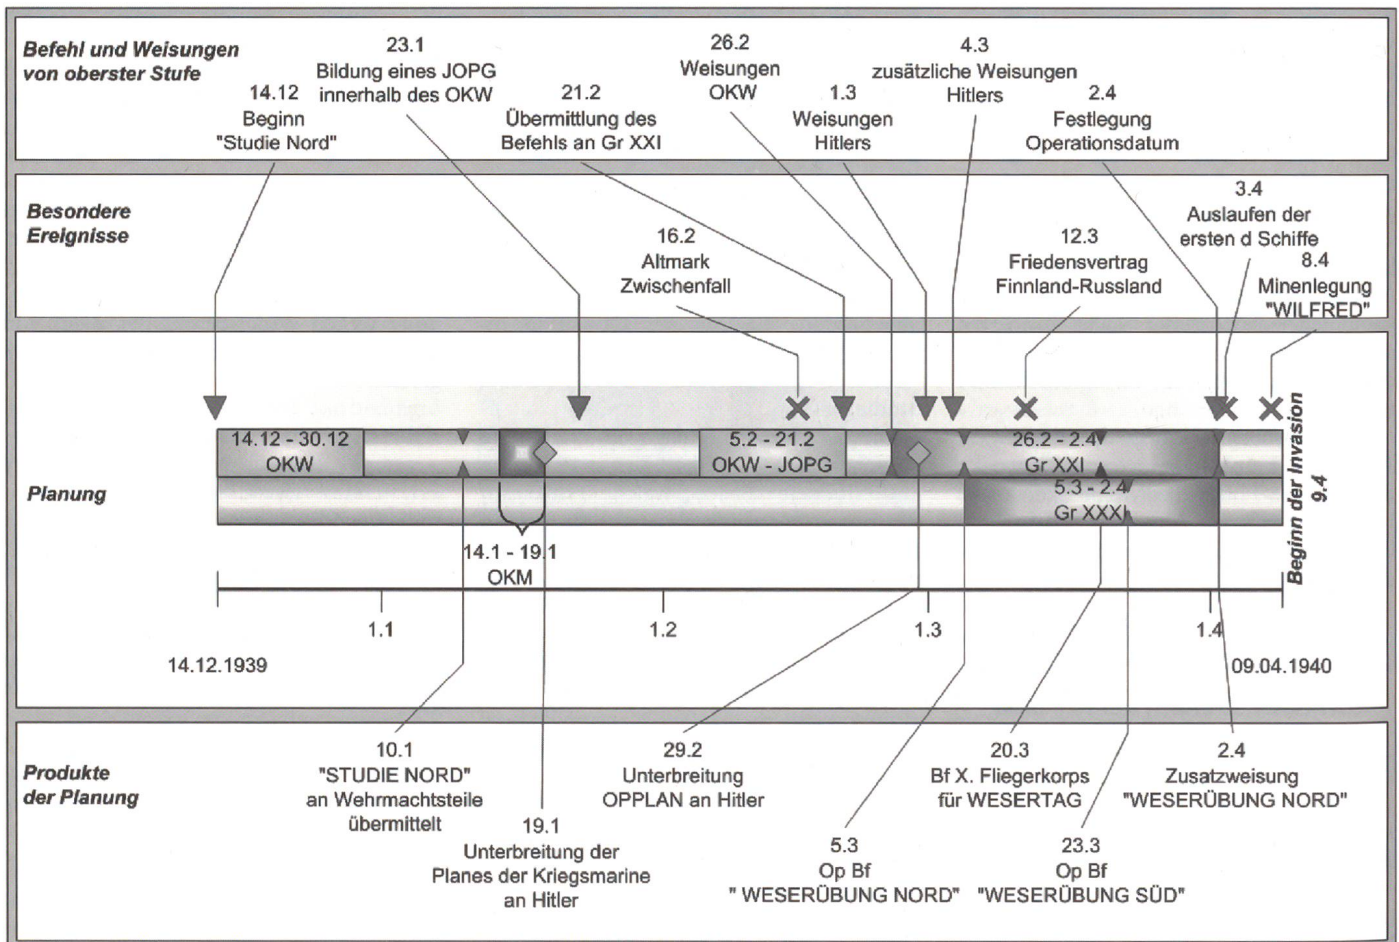 Befehl und Weisungen
von oberster Stufe
14.12
Beginn
"Studie Nord"
23.1
Bildung eines JOPG
innerhalb des OKW
21.2
Übermittlung des
Befehls an Gr XXI
26.2
Weisungen
OKW
1.3
Weisungen
Hitlers
4.3
zusätzliche Weisungen
Hitlers
2.4
Festlegung
Operationsdatum
Besondere
Ereignisse
16.2
Altmark
Zwischenfall
12.3
Friedensvertrag
Finnland-Russland
3.4
Auslaufen der
ersten d Schiffe
8.4
Minenlegung
"WILFRED"
Planung
14.12 - 30.12
OKW
5.2 - 21.2
OKW - JOPG
26.2 - 2.4
Gr XXI
5.3 - 2.4
Gr XXXI
14.1 - 19.1
OKM
Beginn der Invasion
9.4
1.1
1.2
1.3
1.4
14.12.1939
09.04.1940
Produkte
der Planung
10.1
"STUDIE NORD"
an Wehrmachtsteile
übermittelt
19.1
Unterbreitung der
Planes der Kriegsmarine
an Hitler
29.2
Unterbreitung
OPPLAN an Hitler
5.3
Op Bf
" WESERÜBUNG NORD"
20.3
Bf X. Fliegerkorps
für WESERTAG
23.3
Op Bf
"WESERÜBUNG SÜD"
2.4
Zusatzweisung
"WESERÜBUNG NORD"